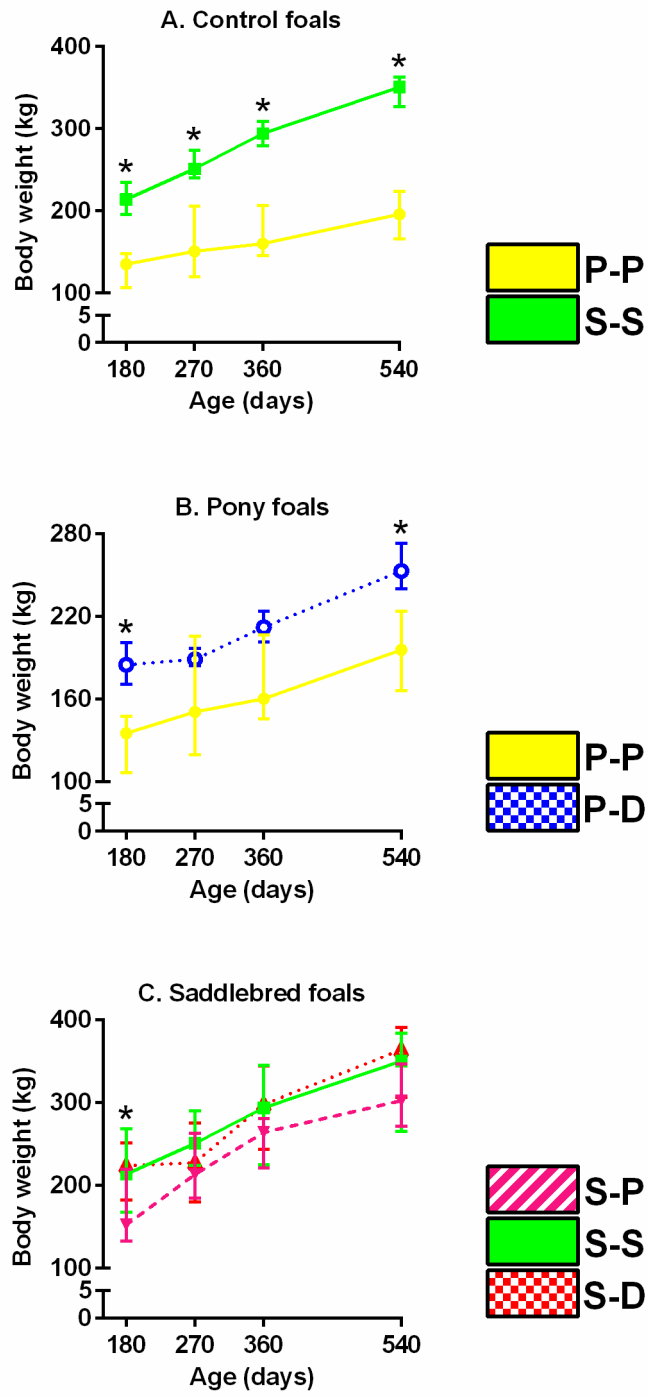 A. Control foals
400
300
200
100
5
0
Body weight (kg)
* * * *
180 270 360 540
Age (days)
P-P
S-S
B. Pony foals
280
220
160
100
5
0
Body weight (kg)
* *
180 270 360 540
Age (days)
P-P
P-D
C. Saddlebred foals
400
300
200
100
5
0
Body weight (kg)
*
180 270 360 540
Age (days)
S-P
S-S
S-D